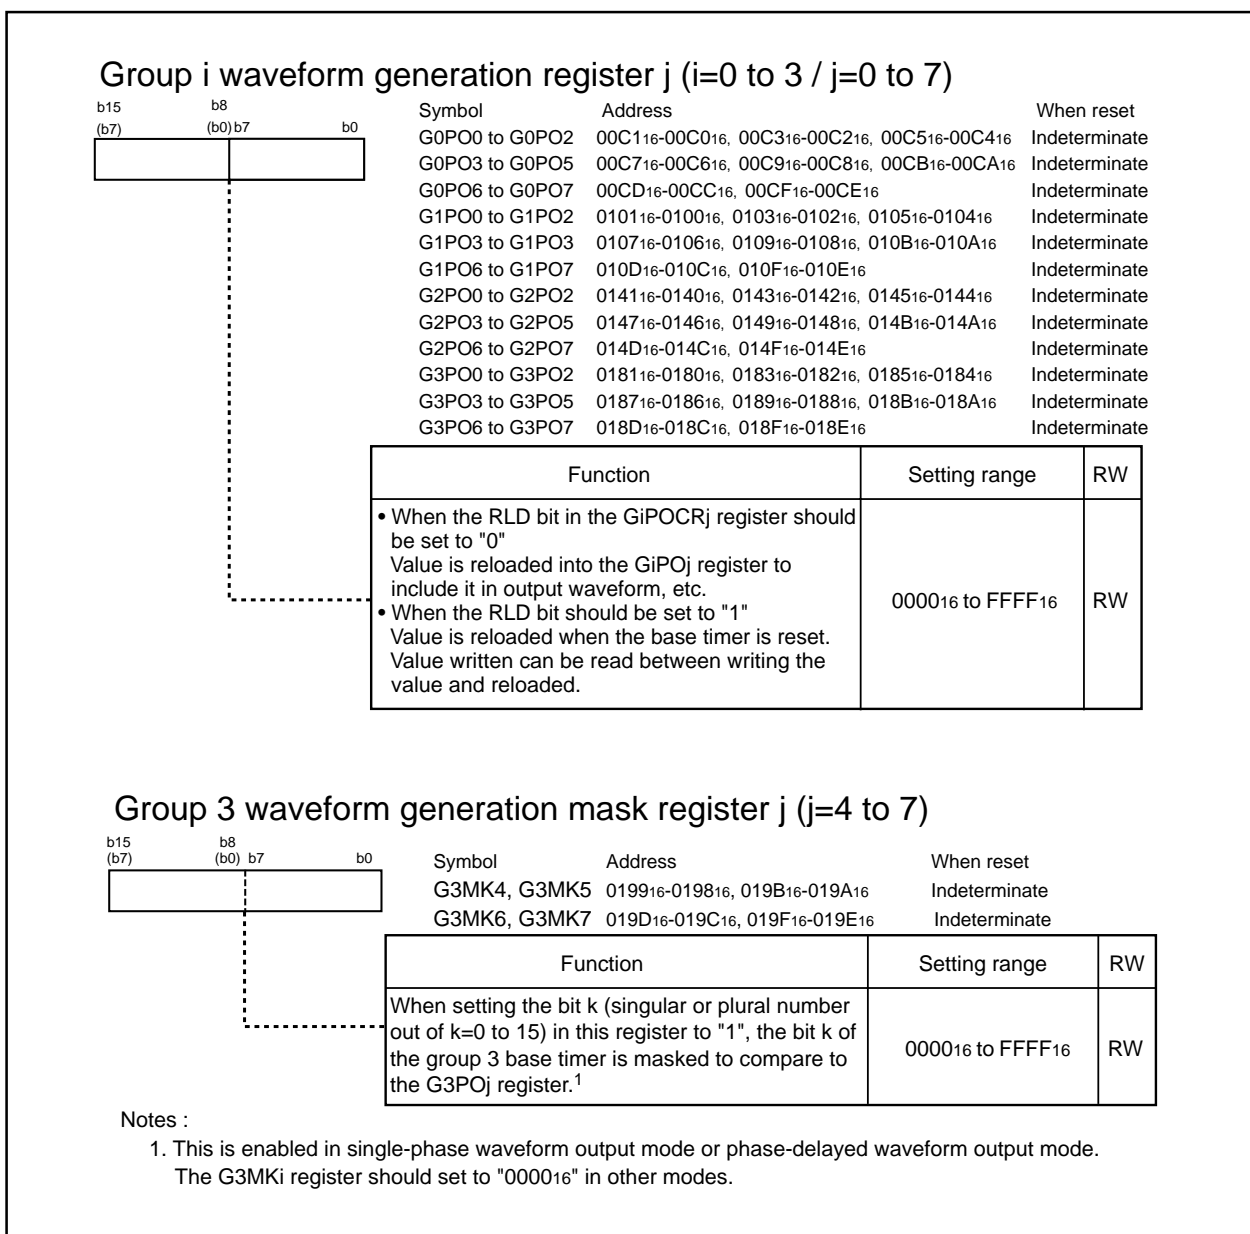 Group i waveform generation register j (i=0 to 3 / j=0 to 7)
b15 b8
(b7) (b0) b7 b0
Symbol Address When reset
G0PO0 to G0PO2 00C116-00C016, 00C316-00C216, 00C516-00C416 Indeterminate
G0PO3 to G0PO5 00C716-00C616, 00C916-00C816, 00CB16-00CA16 Indeterminate
G0PO6 to G0PO7 00CD16-00CC16, 00CF16-00CE16 Indeterminate
G1PO0 to G1PO2 010116-010016, 010316-010216, 010516-010416 Indeterminate
G1PO3 to G1PO3 010716-010616, 010916-010816, 010B16-010A16 Indeterminate
G1PO6 to G1PO7 010D16-010C16, 010F16-010E16 Indeterminate
G2PO0 to G2PO2 014116-014016, 014316-014216, 014516-014416 Indeterminate
G2PO3 to G2PO5 014716-014616, 014916-014816, 014B16-014A16 Indeterminate
G2PO6 to G2PO7 014D16-014C16, 014F16-014E16 Indeterminate
G3PO0 to G3PO2 018116-018016, 018316-018216, 018516-018416 Indeterminate
G3PO3 to G3PO5 018716-018616, 018916-018816, 018B16-018A16 Indeterminate
G3PO6 to G3PO7 018D16-018C16, 018F16-018E16 Indeterminate
Function Setting range RW
• When the RLD bit in the GiPOCRj register should
be set to "0"
Value is reloaded into the GiPOj register to
include it in output waveform, etc.
• When the RLD bit should be set to "1"
Value is reloaded when the base timer is reset.
Value written can be read between writing the
value and reloaded.
000016 to FFFF16 RW
Group 3 waveform generation mask register j (j=4 to 7)
b15 b8
(b7) (b0) b7 b0
Symbol Address When reset
G3MK4, G3MK5 019916-019816, 019B16-019A16 Indeterminate
G3MK6, G3MK7 019D16-019C16, 019F16-019E16 Indeterminate
Function Setting range RW
When setting the bit k (singular or plural number
out of k=0 to 15) in this register to "1", the bit k of
the group 3 base timer is masked to compare to
the G3POj register.1
000016 to FFFF16 RW
Notes :
1. This is enabled in single-phase waveform output mode or phase-delayed waveform output mode.
The G3MKi register should set to "000016" in other modes.